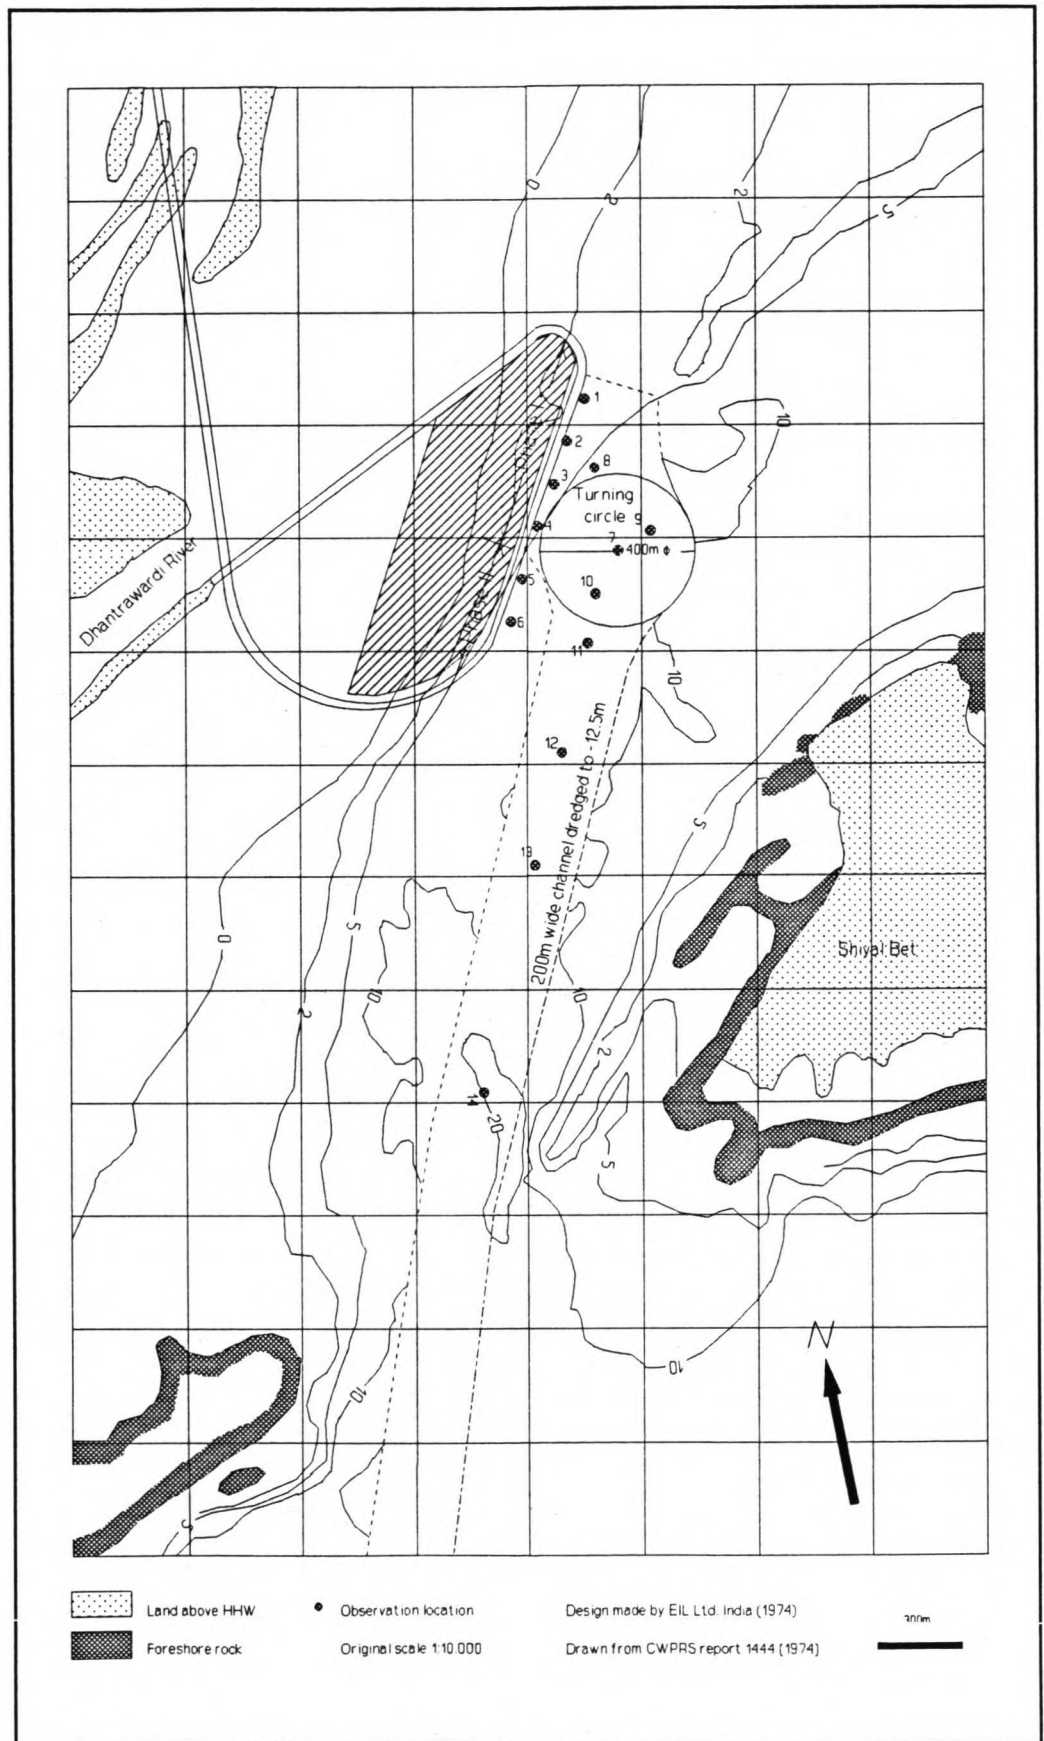 0
2
2
5
1
2
8
3
10
Turning
circle 9
4
7
400m ɸ
5
10
Phase II
6
11
Dhantrawardi River
10
12
200m wide channel dredged to -12.5m
5
13
0
5
Shiyal Bet
10
10
2
2
14
20
5
N
10
10
5
Land above HHW
Observation location
Design made by EIL Ltd. India (1974)
300m
Foreshore rock
Original scale 1:10.000
Drawn from CWPRS report 1444 (1974)